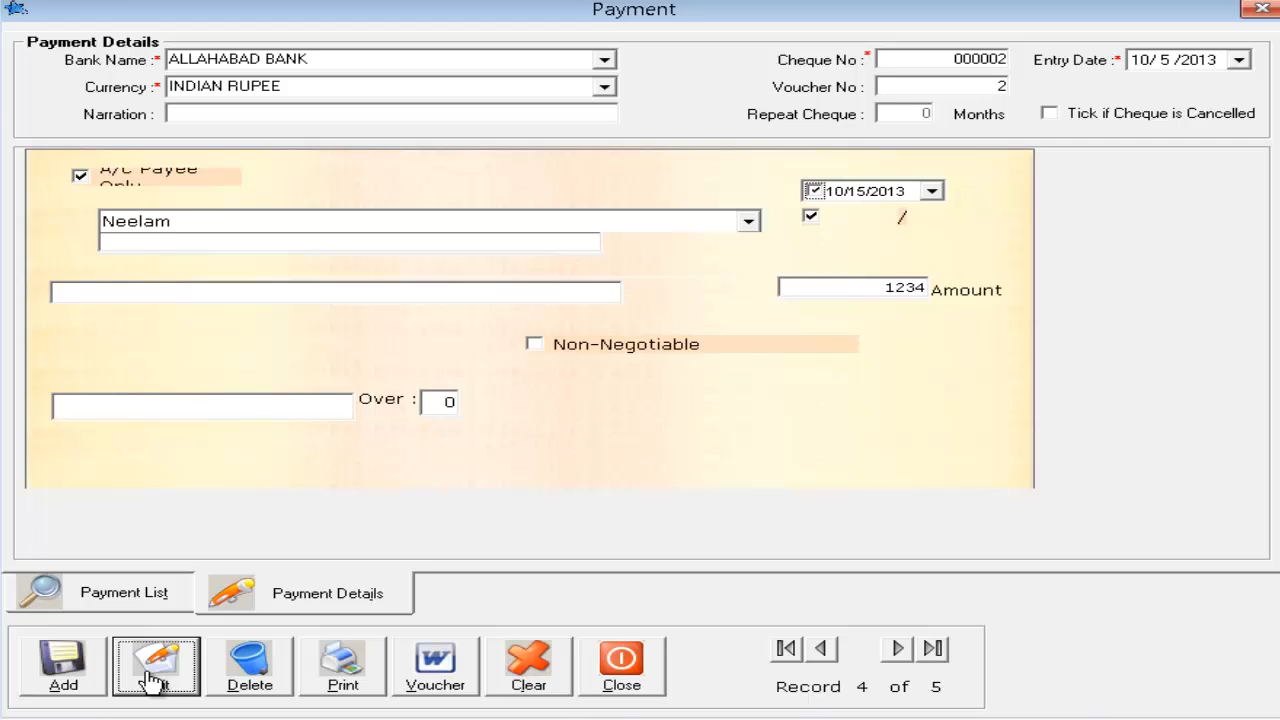 Payment
Payment Details
Bank Name :* ALLAHABAD BANK
Cheque No :* 000002
Entry Date :* 10/ 5 /2013
Currency :* INDIAN RUPEE
Voucher No : 2
Narration :
Repeat Cheque : 0 Months
Tick if Cheque is Cancelled
A/C Payee
Only
10/15/2013
Neelam
/
1234 Amount
Non-Negotiable
Over : 0
Payment List
Payment Details
Add
Delete
Print
Voucher
Clear
Close
Record 4 of 5